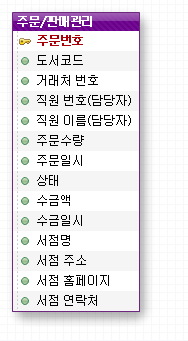 주문/판매관리
주문번호
도서코드
거래처 번호
직원 번호(담당자)
직원 이름(담당자)
주문수량
주문일시
상태
수금액
수금일시
서점명
서점 주소
서점 홈페이지
서점 연락처